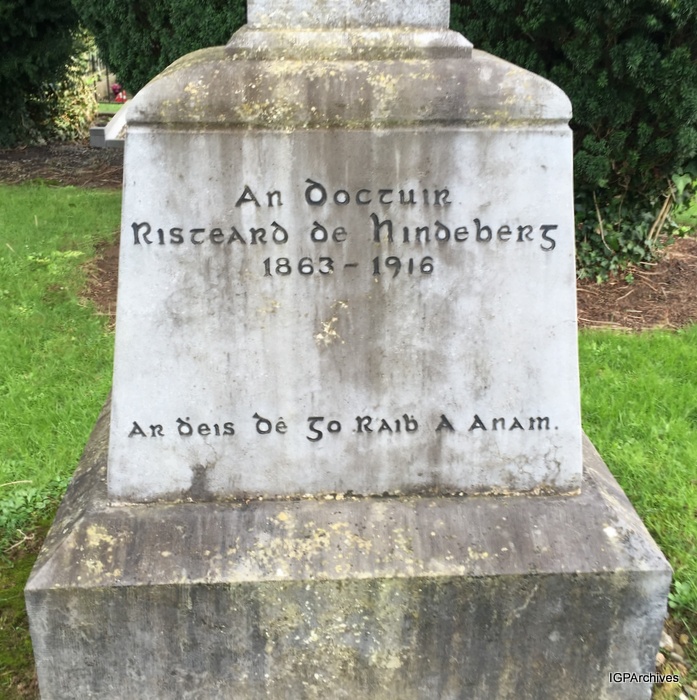 An Doctuir
Risteard de Hindeberg
1863 - 1916
Ar ḋeis Dé go Raiḃ A Anam.
IGPArchives